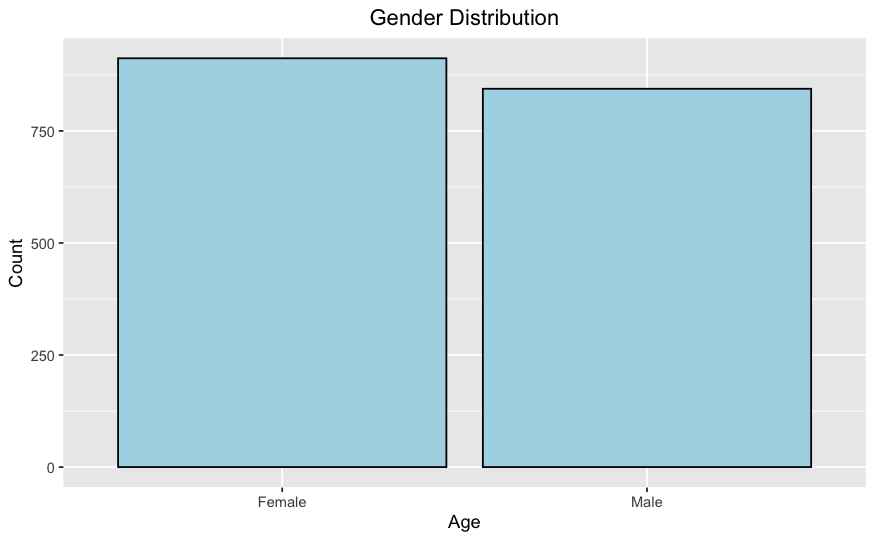 Gender Distribution
Count
750
500
250
0
Female Male
Age